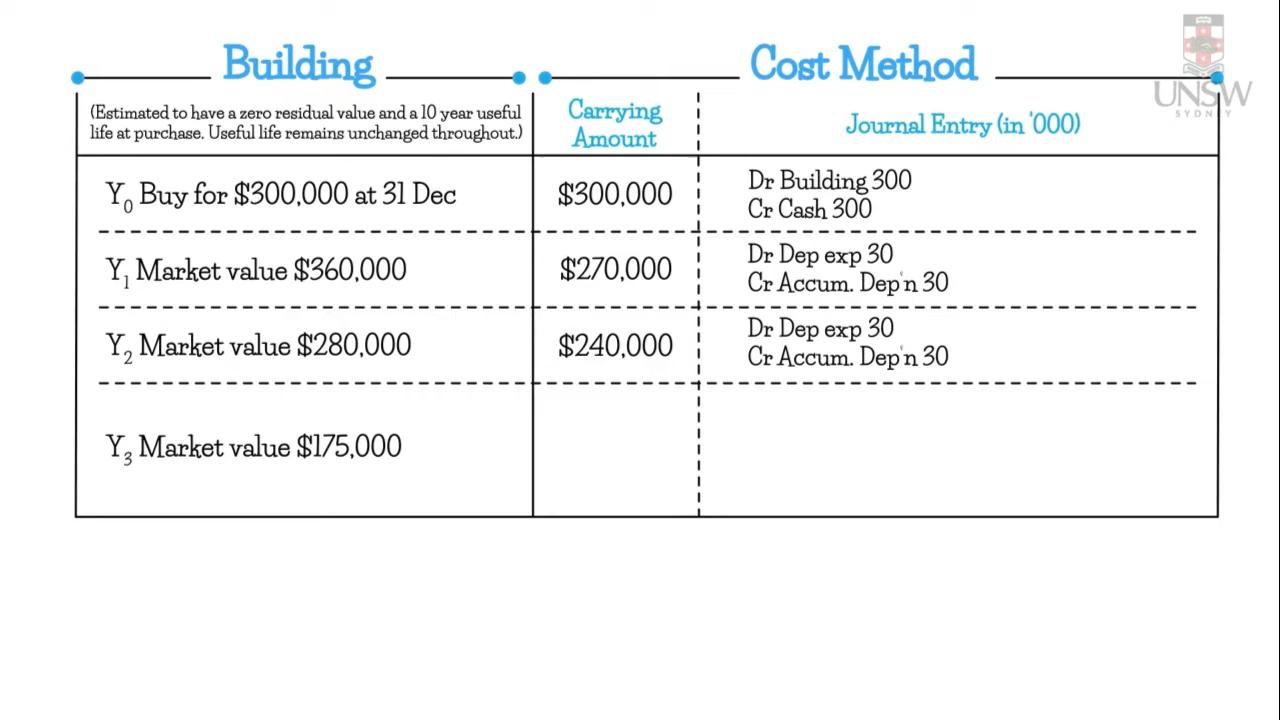 Building
Cost Method
UNSW
SYDNEY
(Estimated to have a zero residual value and a 10 year useful
life at purchase. Useful life remains unchanged throughout.)
Carrying
Amount
Journal Entry (in '000)
Y₀ Buy for $300,000 at 31 Dec
$300,000
Dr Building 300
Cr Cash 300
Y₁ Market value $360,000
$270,000
Dr Dep exp 30
Cr Accum. Dep'n 30
Y₂ Market value $280,000
$240,000
Dr Dep exp 30
Cr Accum. Dep'n 30
Y₃ Market value $175,000